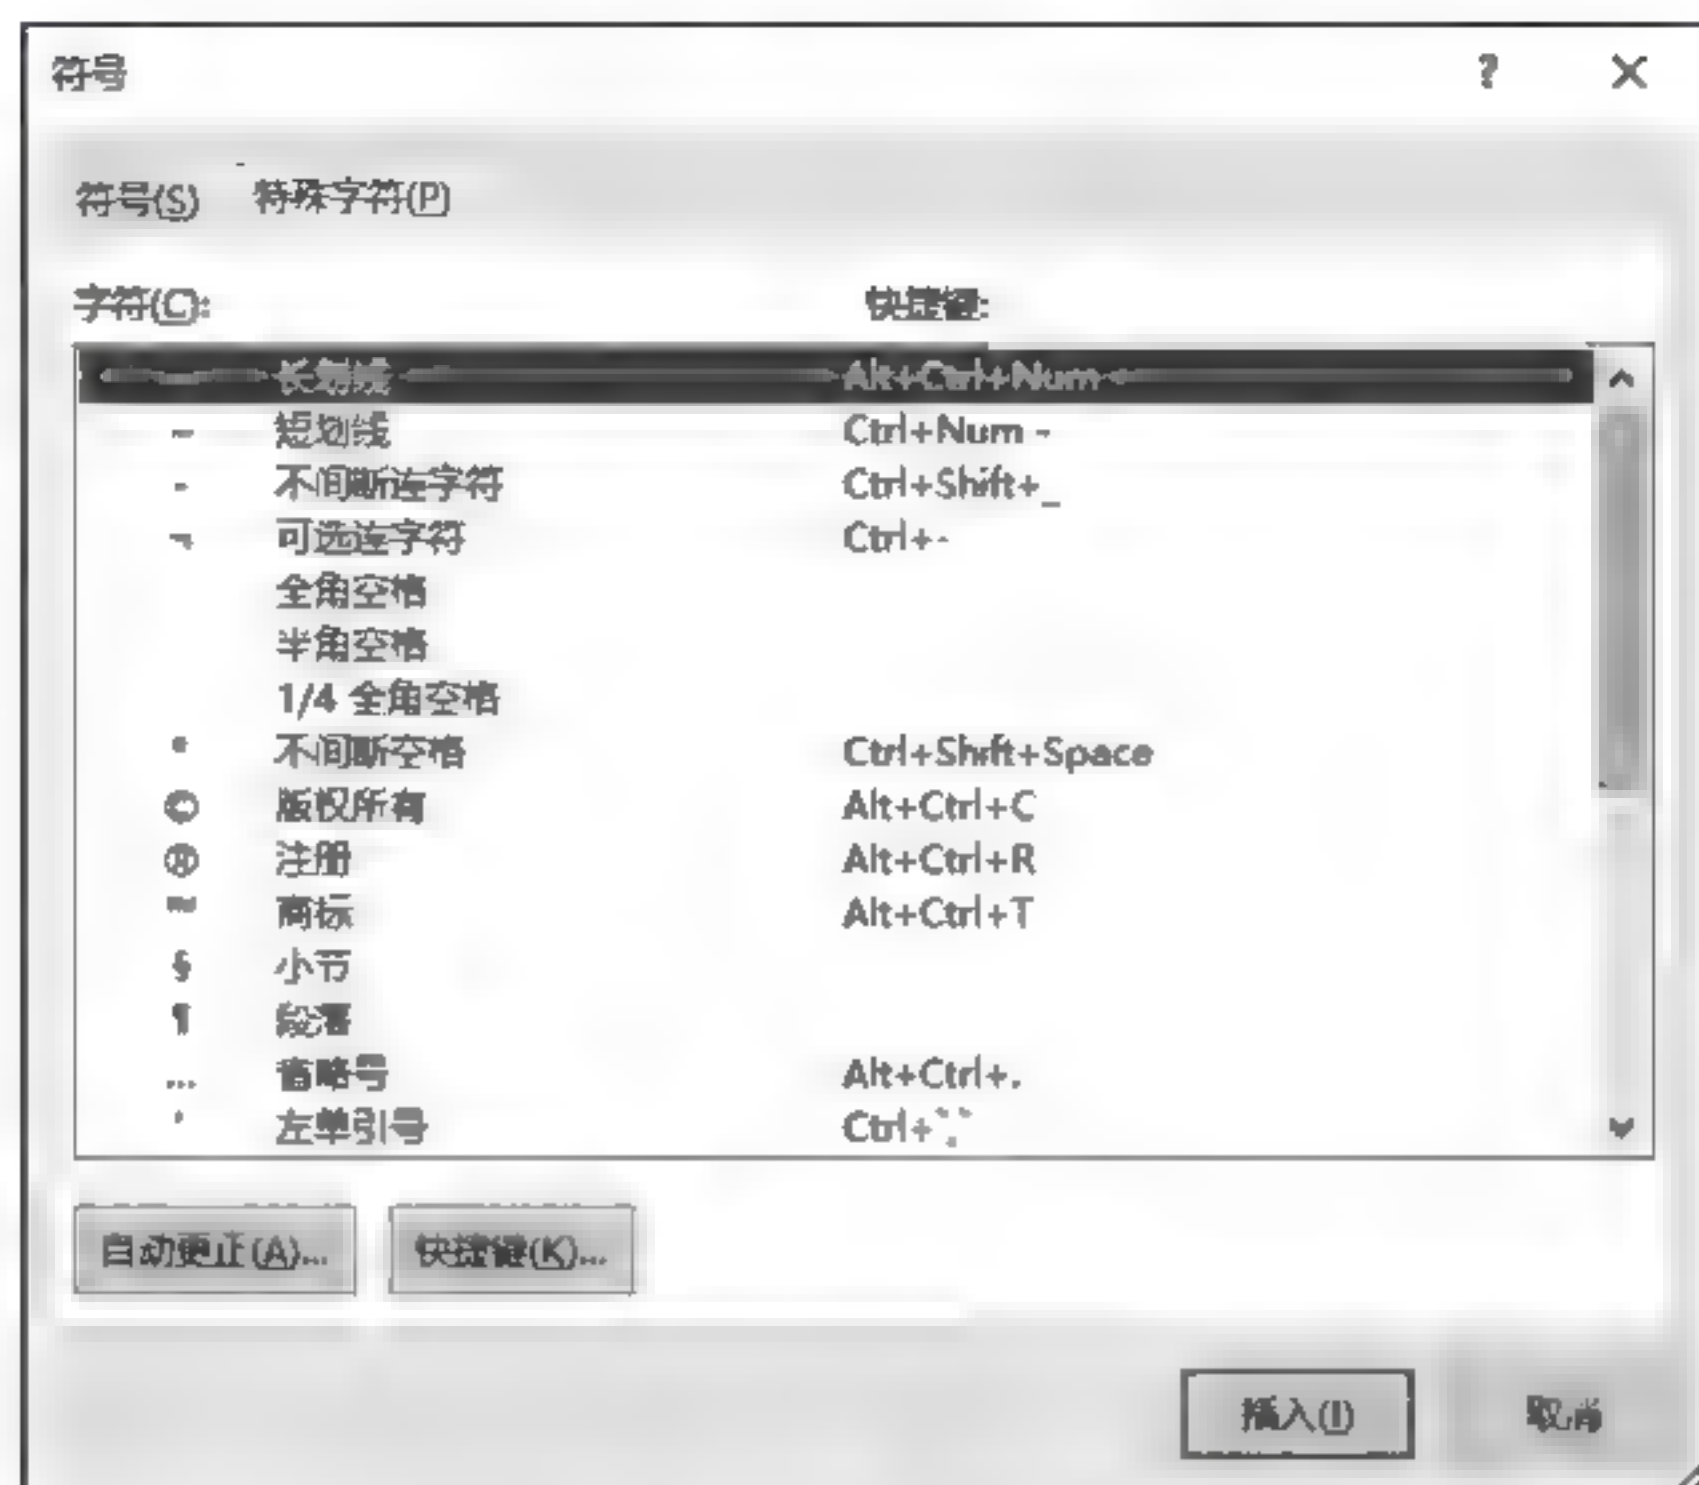 符号
符号(S) 特殊字符(P)
字符(C): 快捷键:
— 长划线 Alt+Ctrl+Num -
– 短划线 Ctrl+Num -
- 不间断连字符 Ctrl+Shift+_
¬ 可选连字符 Ctrl+-
全角空格
半角空格
1/4 全角空格
° 不间断空格 Ctrl+Shift+Space
© 版权所有 Alt+Ctrl+C
® 注册 Alt+Ctrl+R
™ 商标 Alt+Ctrl+T
§ 小节
¶ 段落
… 省略号 Alt+Ctrl+.
‘ 左单引号 Ctrl+`,`
自动更正(A)... 快捷键(K)...
插入(I) 取消